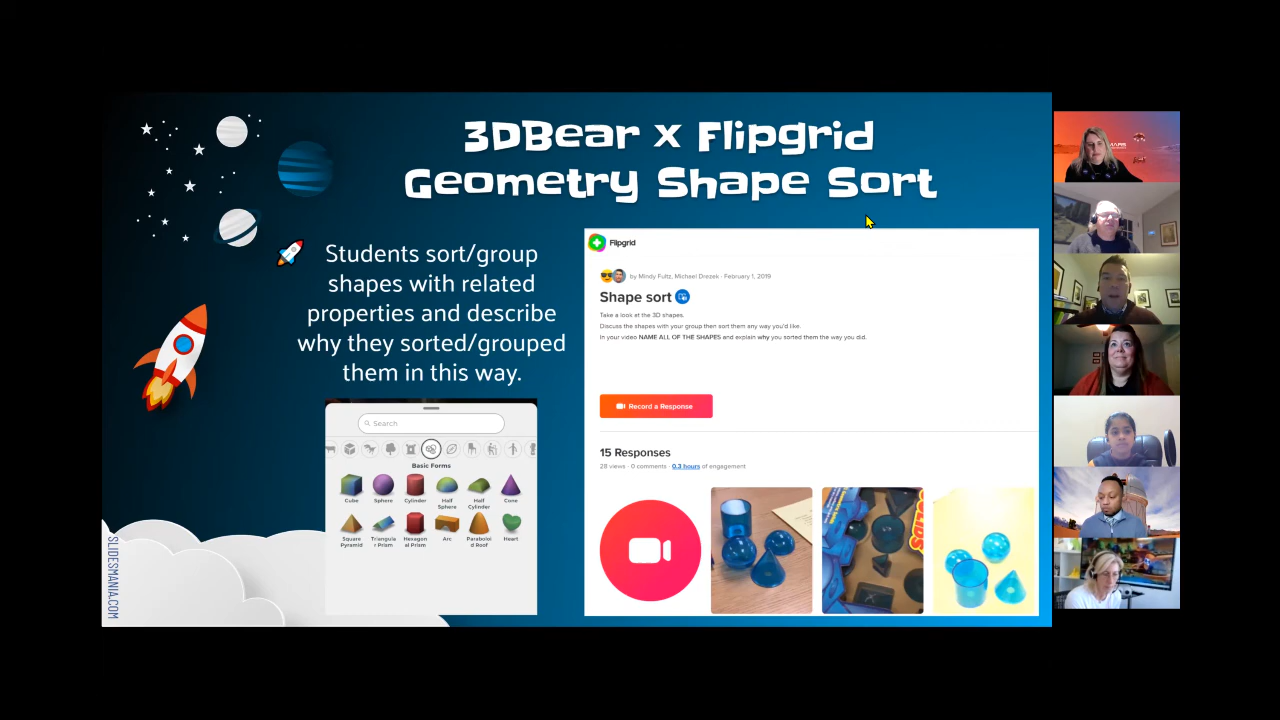 3DBear x Flipgrid
Geometry Shape Sort
Students sort/group
shapes with related
properties and describe
why they sorted/grouped
them in this way.
Search
Basic Forms
Cube
Sphere
Cylinder
Half
Sphere
Half
Cylinder
Cone
Square
Pyramid
Triangula
r Prism
Hexagon
al Prism
Arc
Paraboloi
d Roof
Heart
Flipgrid
by Mindy Fultz, Michael Drezek · February 1, 2019
Shape sort
Take a look at the 3D shapes.
Discuss the shapes with your group then sort them any way you'd like.
In your video NAME ALL OF THE SHAPES and explain why you sorted them the way you did.
Record a Response
15 Responses
28 views · 0 comments · 0.3 hours of engagement
SLIDESMANIA.COM